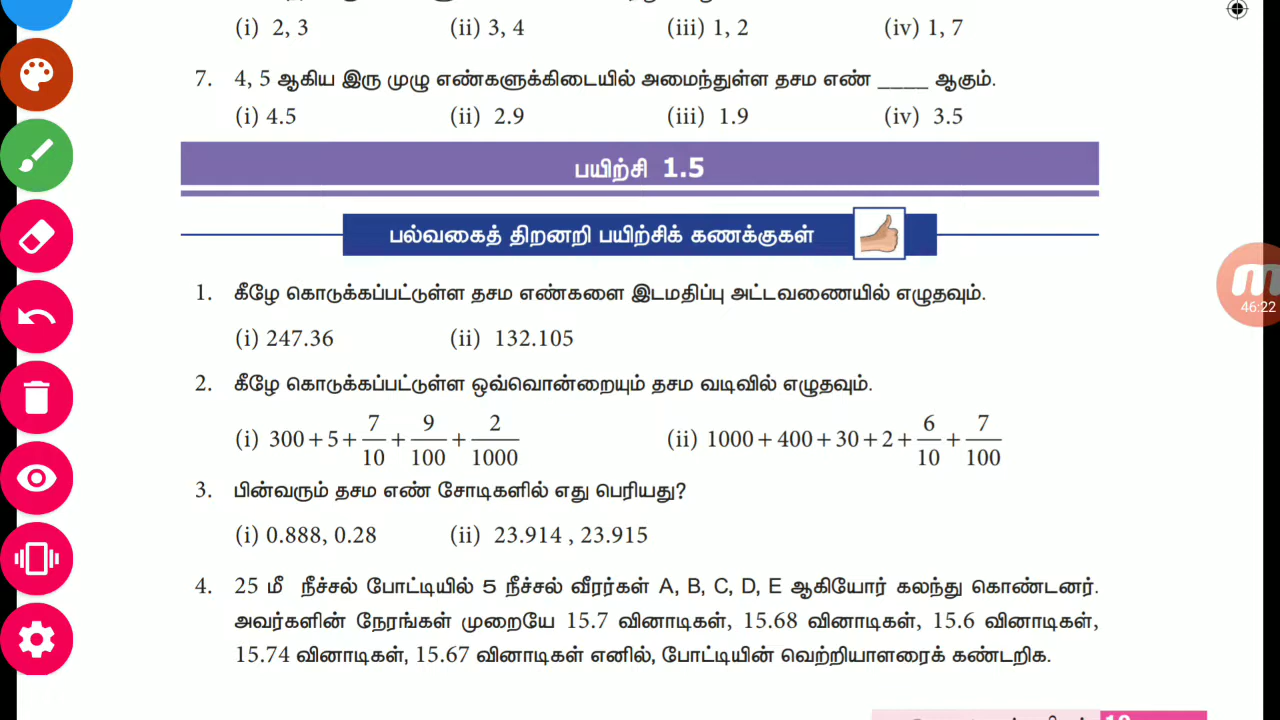 (i) 2, 3 (ii) 3, 4 (iii) 1, 2 (iv) 1, 7
7. 4, 5 ஆகிய இரு முழு எண்களுக்கிடையில் அமைந்துள்ள தசம எண் ____ ஆகும்.
(i) 4.5 (ii) 2.9 (iii) 1.9 (iv) 3.5
பயிற்சி 1.5
பல்வகைத் திறனறி பயிற்சிக் கணக்குகள்
1. கீழே கொடுக்கப்பட்டுள்ள தசம எண்களை இடமதிப்பு அட்டவணையில் எழுதவும்.
46:22
(i) 247.36 (ii) 132.105
2. கீழே கொடுக்கப்பட்டுள்ள ஒவ்வொன்றையும் தசம வடிவில் எழுதவும்.
(i) 300 + 5 + 7/10 + 9/100 + 2/1000 (ii) 1000 + 400 + 30 + 2 + 6/10 + 7/100
3. பின்வரும் தசம எண் சோடிகளில் எது பெரியது?
(i) 0.888, 0.28 (ii) 23.914 , 23.915
4. 25 மீ நீச்சல் போட்டியில் 5 நீச்சல் வீரர்கள் A, B, C, D, E ஆகியோர் கலந்து கொண்டனர்.
அவர்களின் நேரங்கள் முறையே 15.7 வினாடிகள், 15.68 வினாடிகள், 15.6 வினாடிகள்,
15.74 வினாடிகள், 15.67 வினாடிகள் எனில், போட்டியின் வெற்றியாளரைக் கண்டறிக.